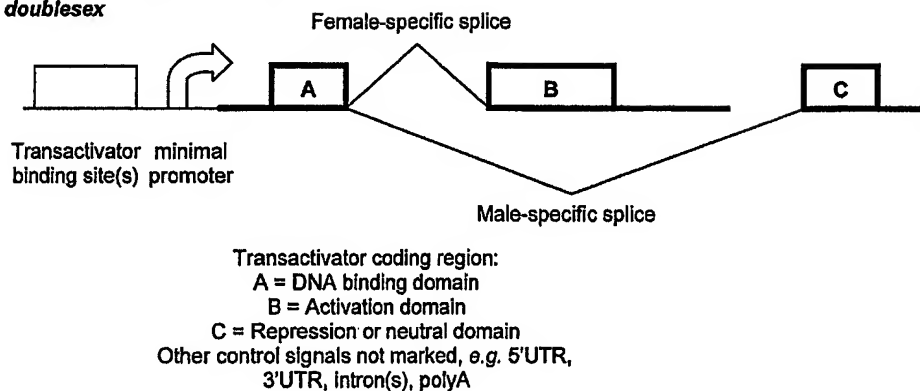 doublesex
Female-specific splice
A
B
C
Transactivator minimal
binding site(s) promoter
Male-specific splice
Transactivator coding region:
A = DNA binding domain
B = Activation domain
C = Repression or neutral domain
Other control signals not marked, e.g. 5'UTR,
3'UTR, intron(s), polyA